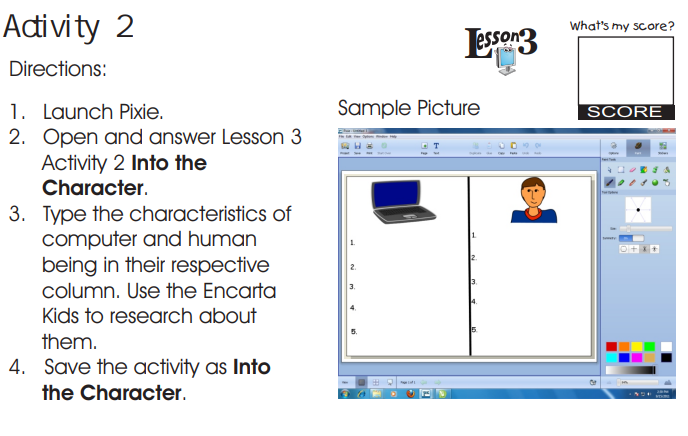 Activity 2
Lesson3
What's my score?
SCORE
Directions:
1. Launch Pixie.
2. Open and answer Lesson 3
Activity 2 Into the
Character.
3. Type the characteristics of
computer and human
being in their respective
column. Use the Encarta
Kids to research about
them.
4. Save the activity as Into
the Character.
Sample Picture
1.
2.
3.
4.
5.
1.
2.
3.
4.
5.